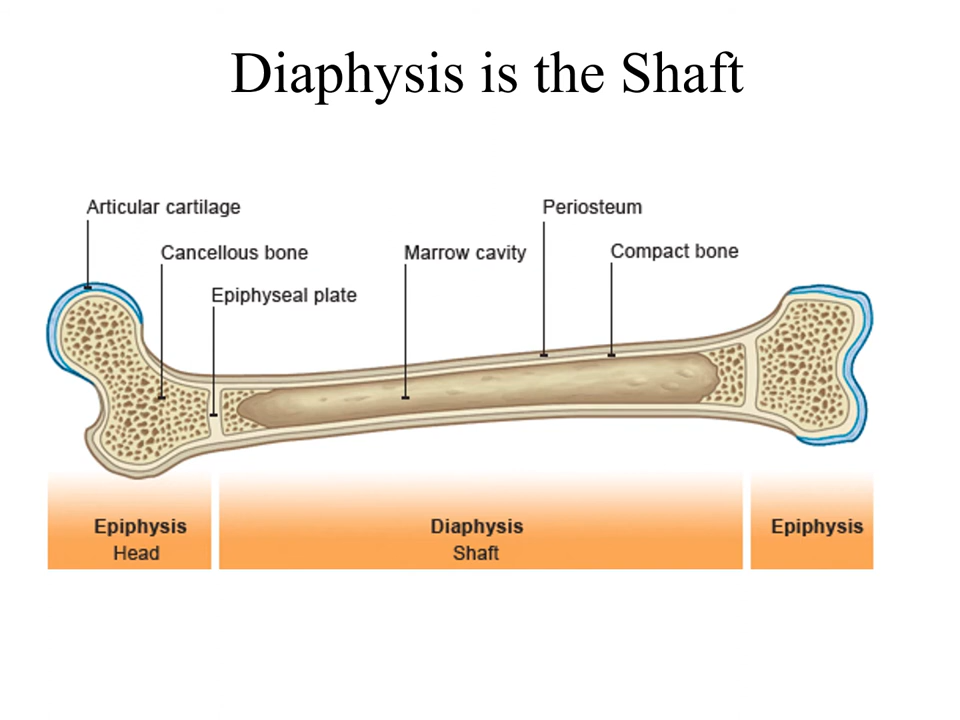 Diaphysis is the Shaft
Articular cartilage
Periosteum
Cancellous bone
Marrow cavity
Compact bone
Epiphyseal plate
Epiphysis
Head
Diaphysis
Shaft
Epiphysis